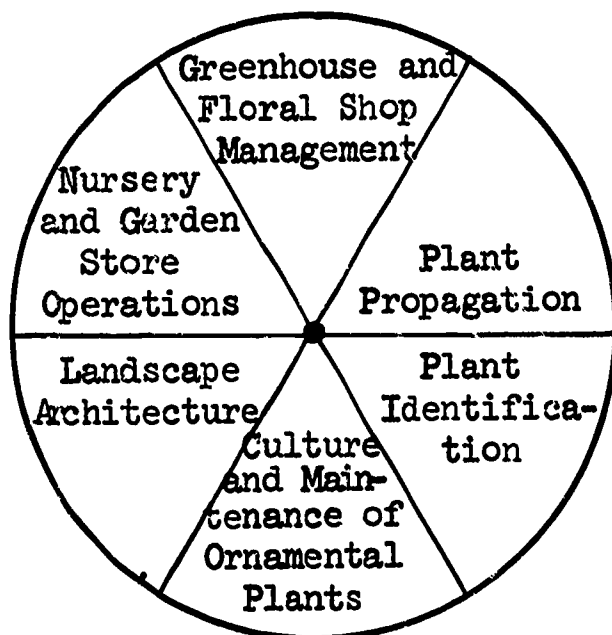 Greenhouse and
Floral Shop
Management
Nursery
and Garden
Store
Operations
Plant
Propagation
Landscape
Architecture
Plant
Identifica-
tion
Culture
and Main-
tenance of
Ornamental
Plants